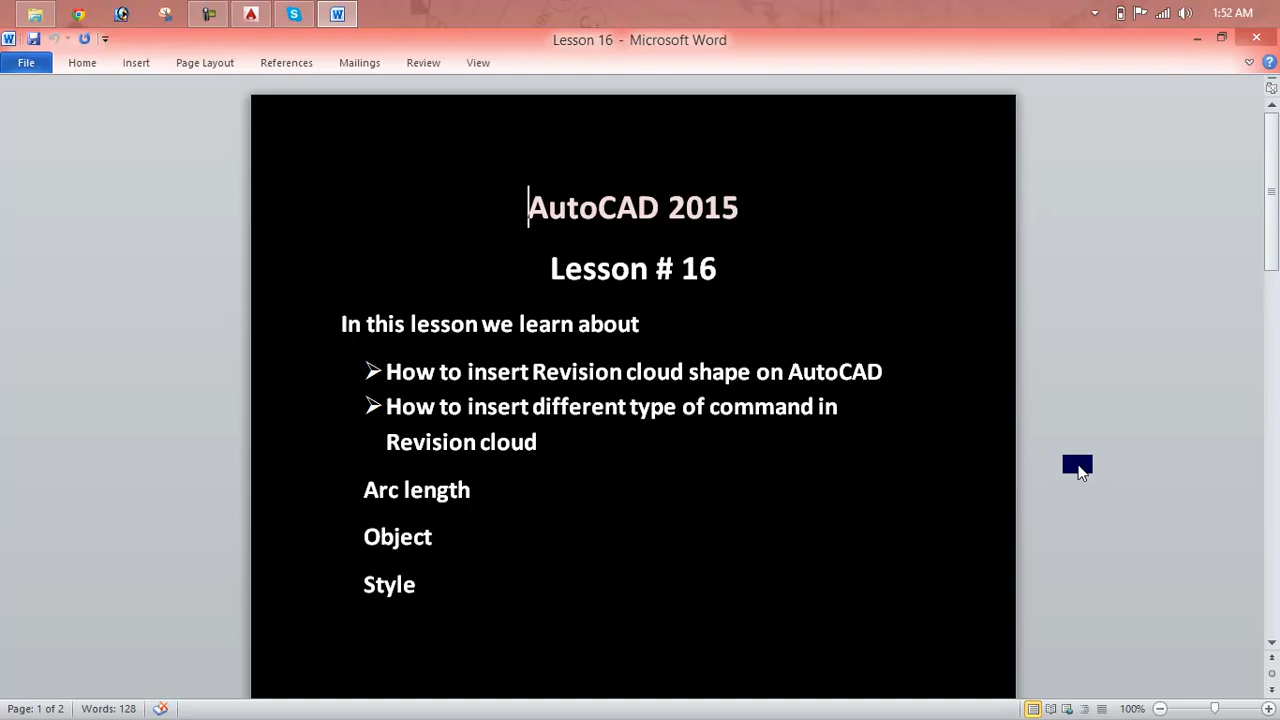 1:52 AM
Lesson 16 - Microsoft Word
File Home Insert Page Layout References Mailings Review View
AutoCAD 2015
Lesson # 16
In this lesson we learn about
How to insert Revision cloud shape on AutoCAD
How to insert different type of command in
Revision cloud
Arc length
Object
Style
Page: 1 of 2 Words: 128 100%